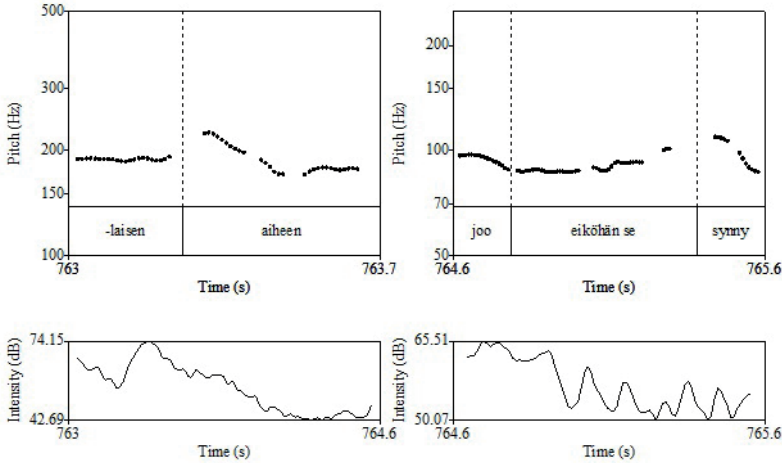 500
300
200
150
100
Pitch (Hz)
-laisen aiheen
763 763.7
Time (s)
200
150
100
70
50
Pitch (Hz)
joo eiköhän se synny
764.6 765.6
Time (s)
74.15
42.69
Intensity (dB)
763 764.6
Time (s)
65.51
50.07
Intensity (dB)
764.6 765.6
Time (s)